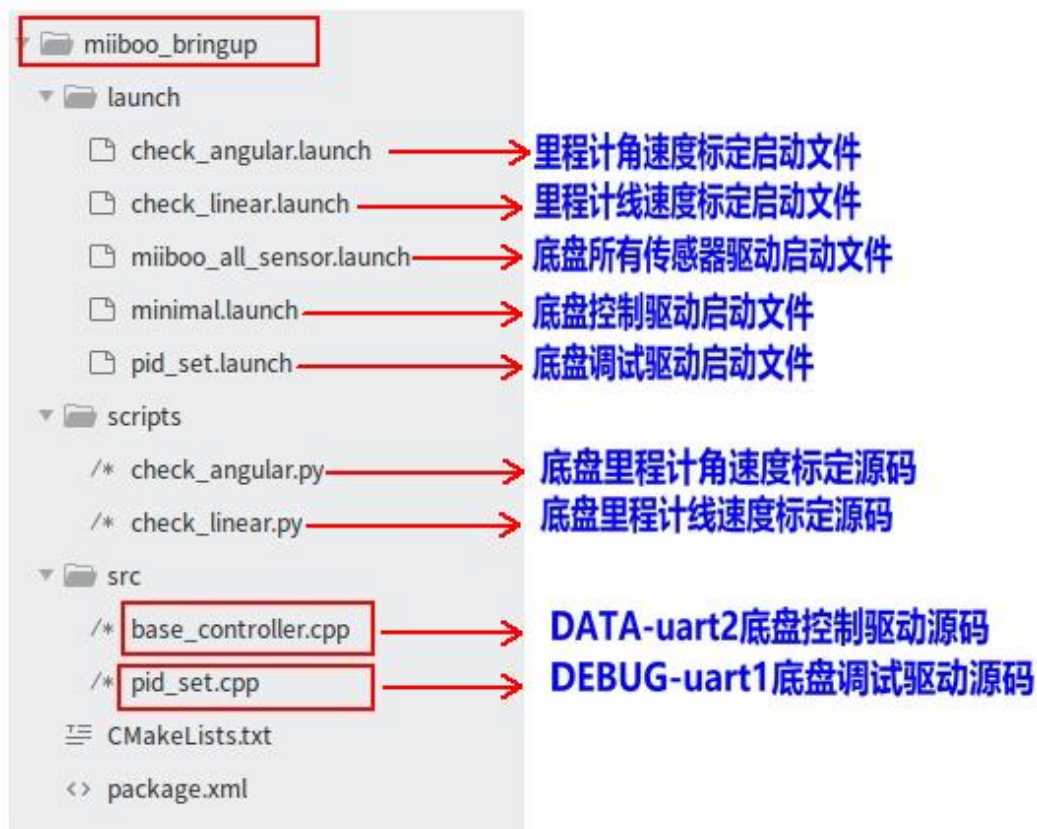 miiboo_bringup
launch
check_angular.launch 里程计角速度标定启动文件
check_linear.launch 里程计线速度标定启动文件
miiboo_all_sensor.launch 底盘所有传感器驱动启动文件
minimal.launch 底盘控制驱动启动文件
pid_set.launch 底盘调试驱动启动文件
scripts
/* check_angular.py 底盘里程计角速度标定源码
/* check_linear.py 底盘里程计线速度标定源码
src
/* base_controller.cpp DATA-uart2底盘控制驱动源码
/* pid_set.cpp DEBUG-uart1底盘调试驱动源码
CMakeLists.txt
<> package.xml